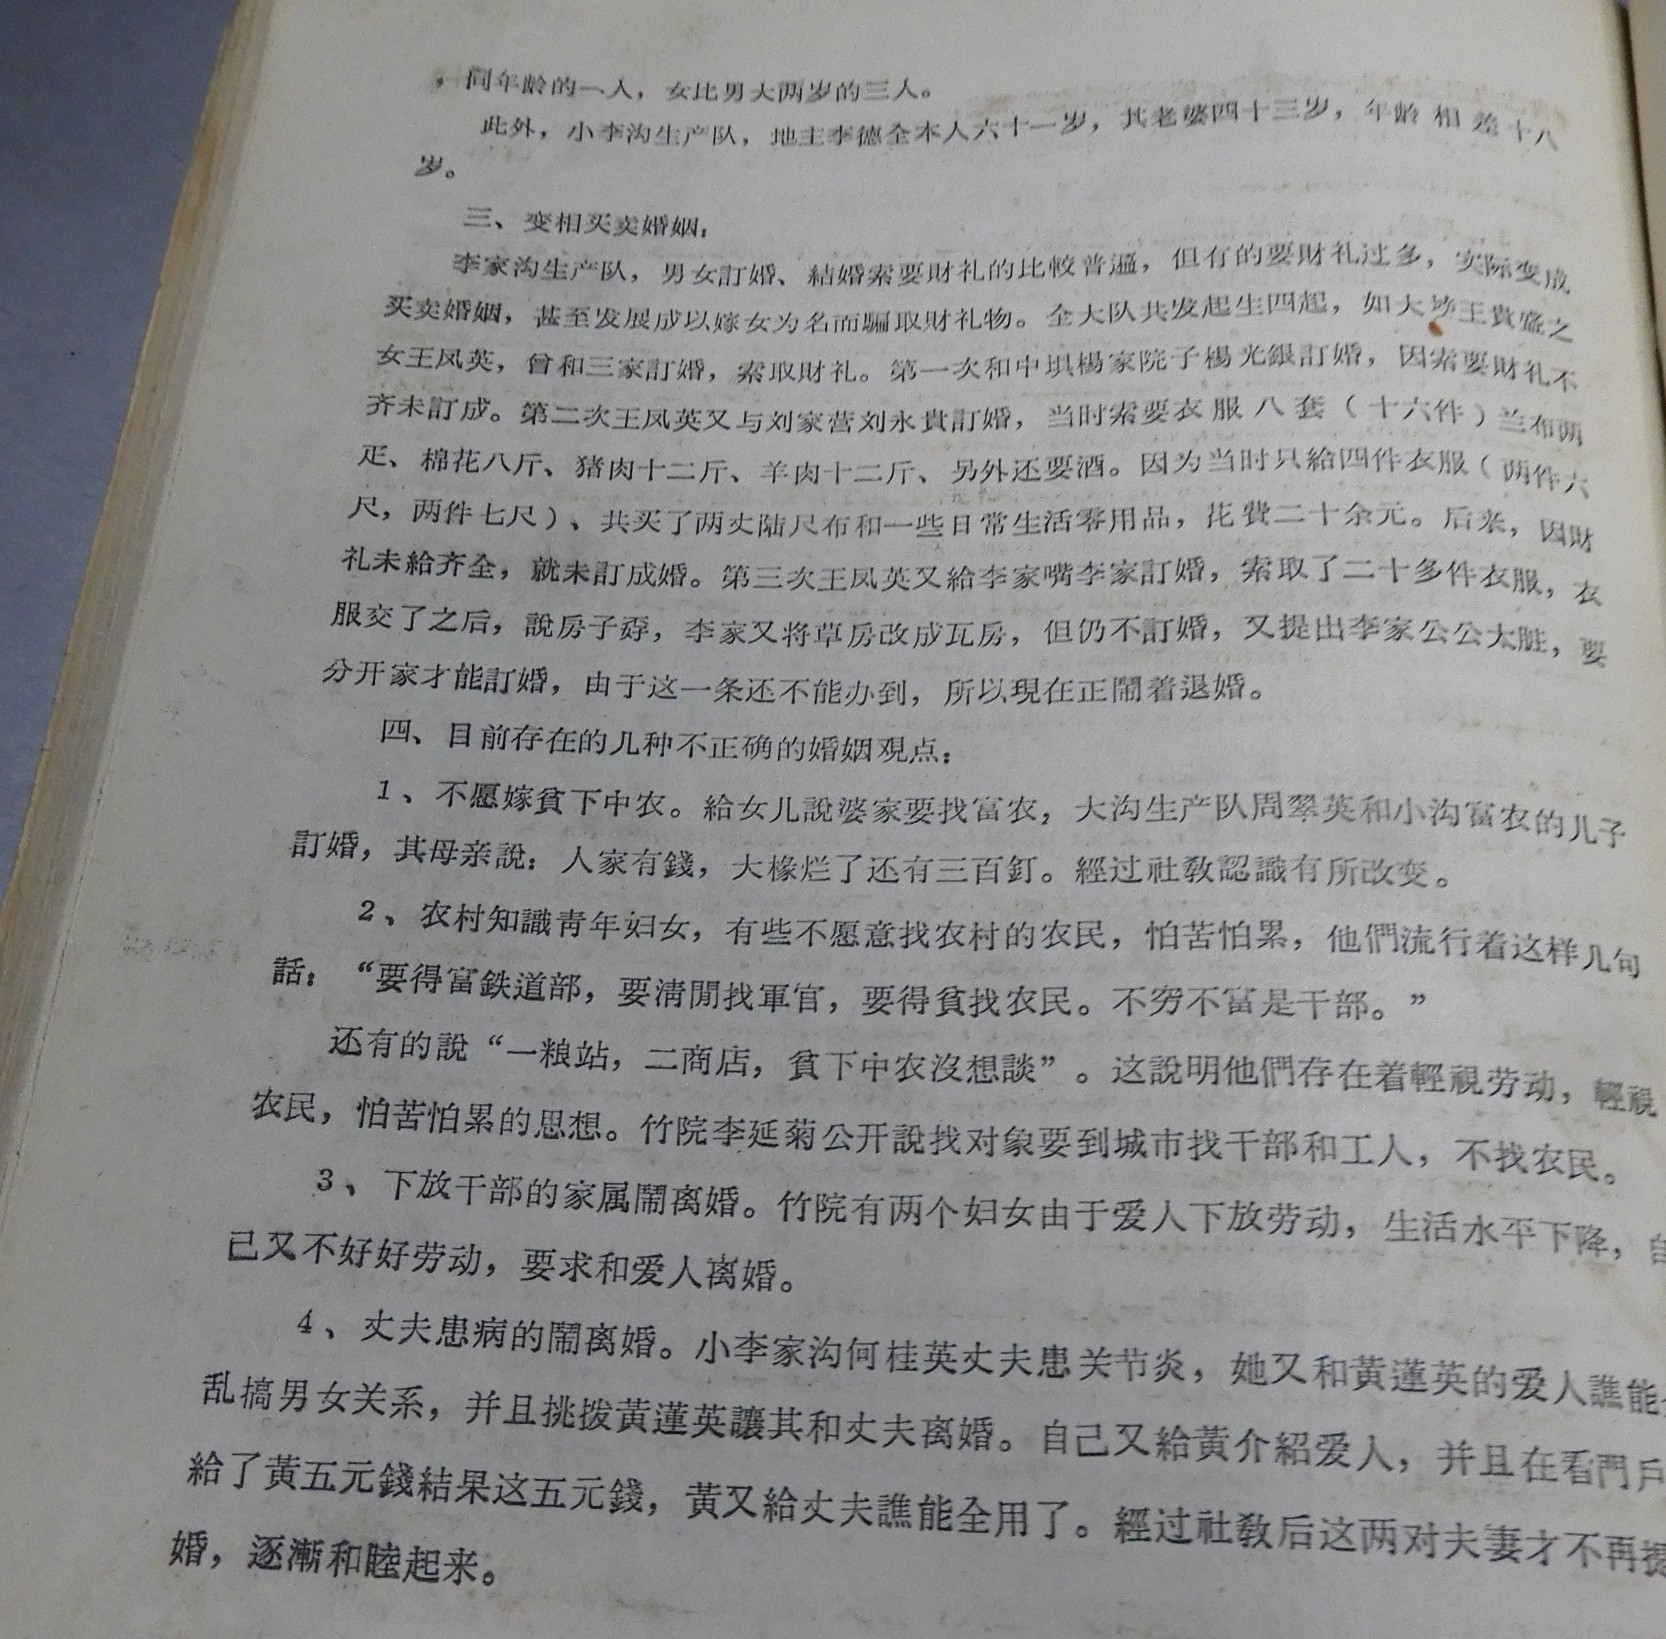 ，同年龄的一人，女比男大两岁的三人。
此外，小李沟生产队，地主李德全本人六十一岁，其老婆四十三岁，年龄相差十八
岁。
三、变相买卖婚姻：
李家沟生产队，男女訂婚、結婚索要財礼的比較普遍，但有的要財礼过多，实际变成
买卖婚姻，甚至发展成以嫁女为名而騙取財礼物。全大队共发起生四起，如大塝王貴盛之
女王凤英，曾和三家訂婚，索取財礼。第一次和中垻楊家院子楊光銀訂婚，因索要財礼不
齐未訂成。第二次王凤英又与刘家营刘永貴訂婚，当时索要衣服八套（十六件）兰布两
疋、棉花八斤、猪肉十二斤、羊肉十二斤、另外还要酒。因为当时只給四件衣服（两件六
尺，两件七尺）、共买了两丈陆尺布和一些日常生活零用品，花費二十余元。后来，因財
礼未給齐全，就未訂成婚。第三次王凤英又給李家嘴李家訂婚，索取了二十多件衣服，衣
服交了之后，說房子孬，李家又将草房改成瓦房，但仍不訂婚，又提出李家公公太脏，要
分开家才能訂婚，由于这一条还不能办到，所以現在正鬧着退婚。
四、目前存在的几种不正确的婚姻观点：
1、不愿嫁貧下中农。給女儿說婆家要找富农，大沟生产队周翠英和小沟富农的儿子
訂婚，其母亲說：人家有錢，大椽烂了还有三百釘。經过社敎認識有所改变。
2、农村知識青年妇女，有些不愿意找农村的农民，怕苦怕累，他們流行着这样几句
話：“要得富鉄道部，要清閒找軍官，要得貧找农民。不穷不富是干部。”
还有的說“一粮站，二商店，貧下中农沒想談”。这說明他們存在着輕視劳动，輕視
农民，怕苦怕累的思想。竹院李延菊公开說找对象要到城市找干部和工人，不找农民。
3、下放干部的家属鬧离婚。竹院有两个妇女由于爱人下放劳动，生活水平下降，自
己又不好好劳动，要求和爱人离婚。
4、丈夫患病的鬧离婚。小李家沟何桂英丈夫患关节炎，她又和黄蓮英的爱人譙能
乱搞男女关系，并且挑拨黄蓮英讓其和丈夫离婚。自己又給黄介紹爱人，并且在看門戶
給了黄五元錢結果这五元錢，黄又給丈夫譙能全用了。經过社敎后这两对夫妻才不再提
婚，逐漸和睦起来。